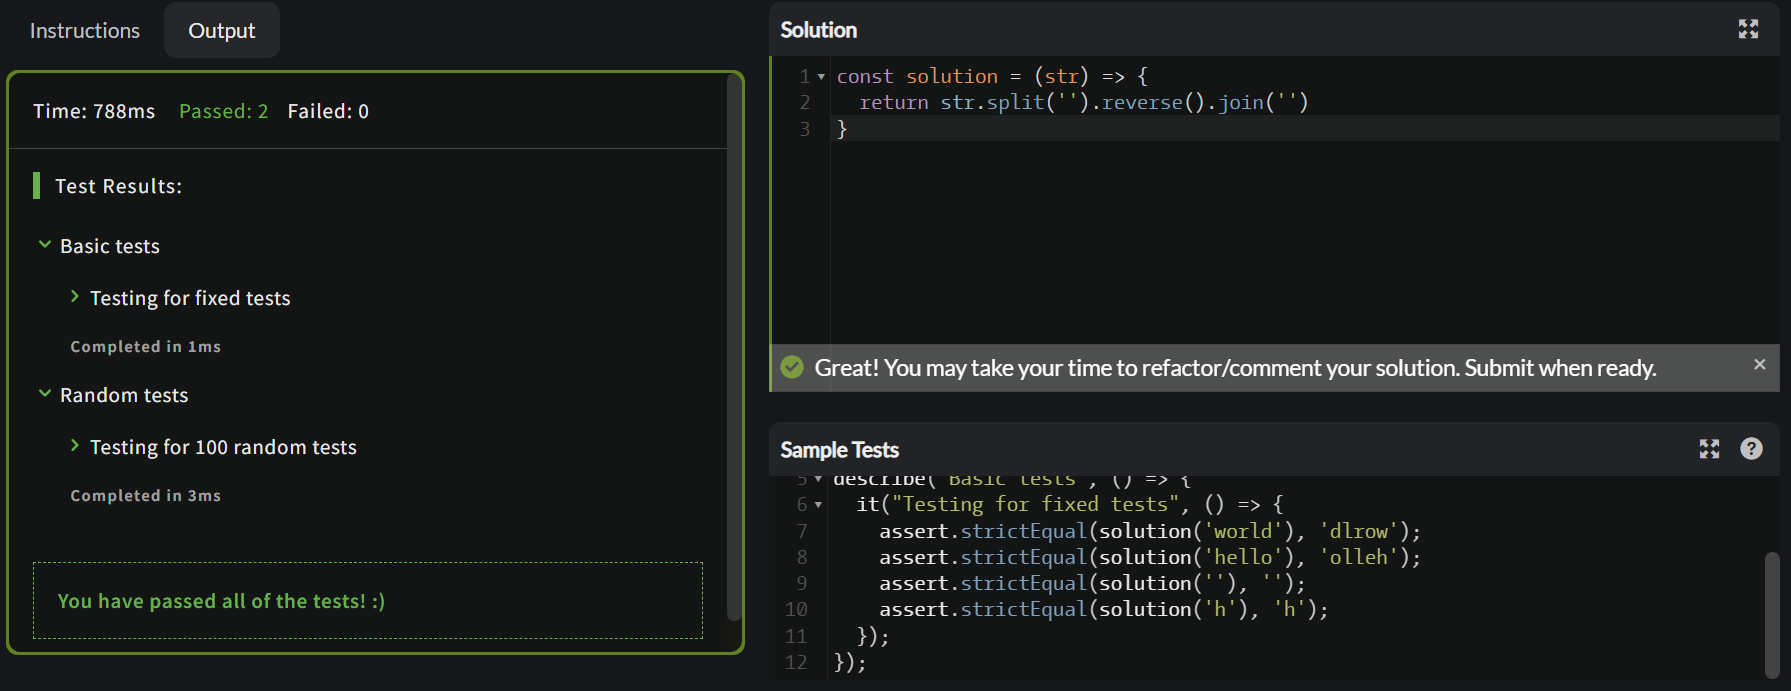 Instructions
Output
Time: 788ms Passed: 2 Failed: 0
Test Results:
Basic tests
Testing for fixed tests
Completed in 1ms
Random tests
Testing for 100 random tests
Completed in 3ms
You have passed all of the tests! :)
Solution
1 const solution = (str) => {
2   return str.split('').reverse().join('')
3 }
Great! You may take your time to refactor/comment your solution. Submit when ready.
Sample Tests
?
5 describe("Basic tests", () => {
6   it("Testing for fixed tests", () => {
7     assert.strictEqual(solution('world'), 'dlrow');
8     assert.strictEqual(solution('hello'), 'olleh');
9     assert.strictEqual(solution(''), '');
10     assert.strictEqual(solution('h'), 'h');
11   });
12 });